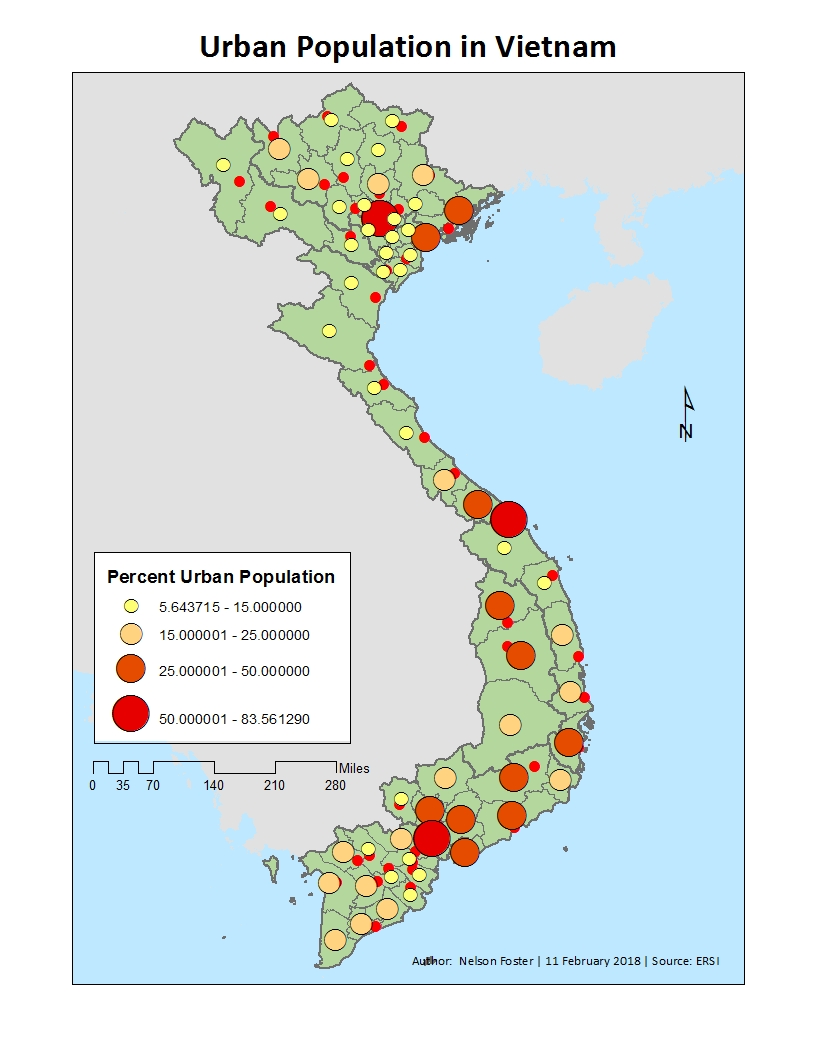 Urban Population in Vietnam
N
Percent Urban Population
5.643715 - 15.000000
15.000001 - 25.000000
25.000001 - 50.000000
50.000001 - 83.561290
Miles
0 35 70 140 210 280
Author: Nelson Foster | 11 February 2018 | Source: ERSI